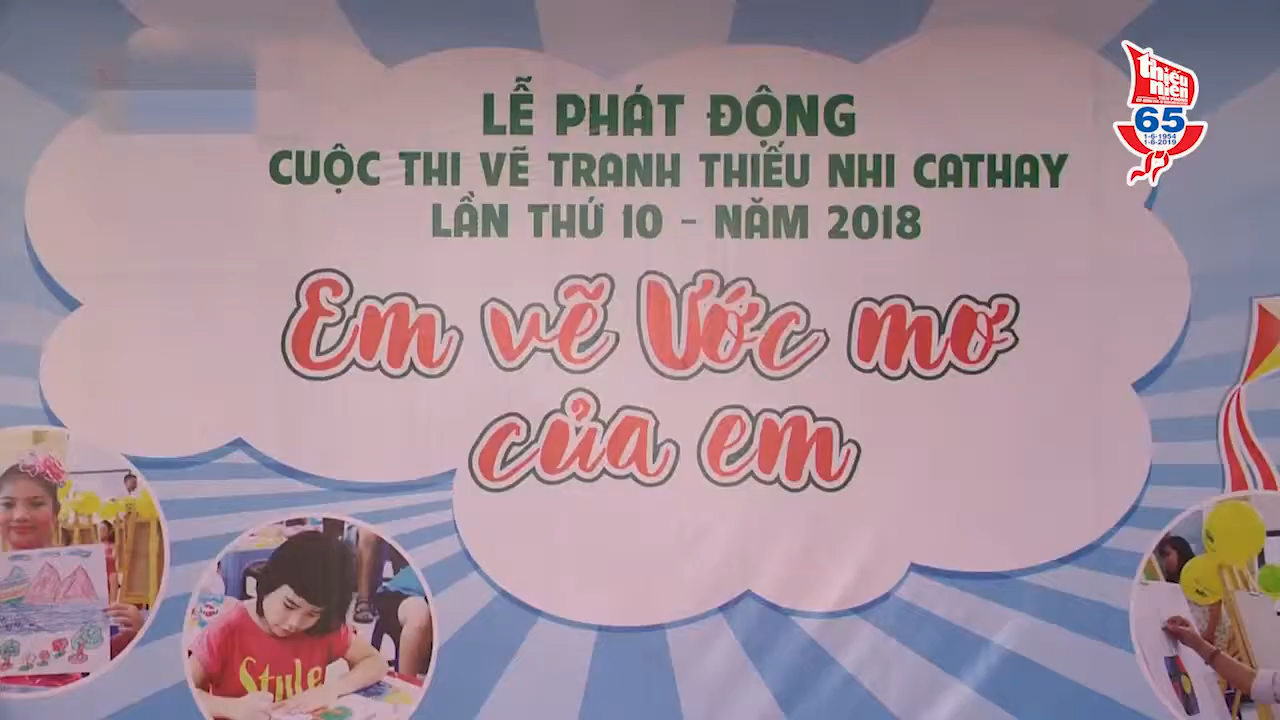 LỄ PHÁT ĐỘNG
CUỘC THI VẼ TRANH THIẾU NHI CATHAY
LẦN THỨ 10 - NĂM 2018
Em vẽ Ước mơ
của em
thiếu
niên
65
1-6-1954
1-6-2019
Style